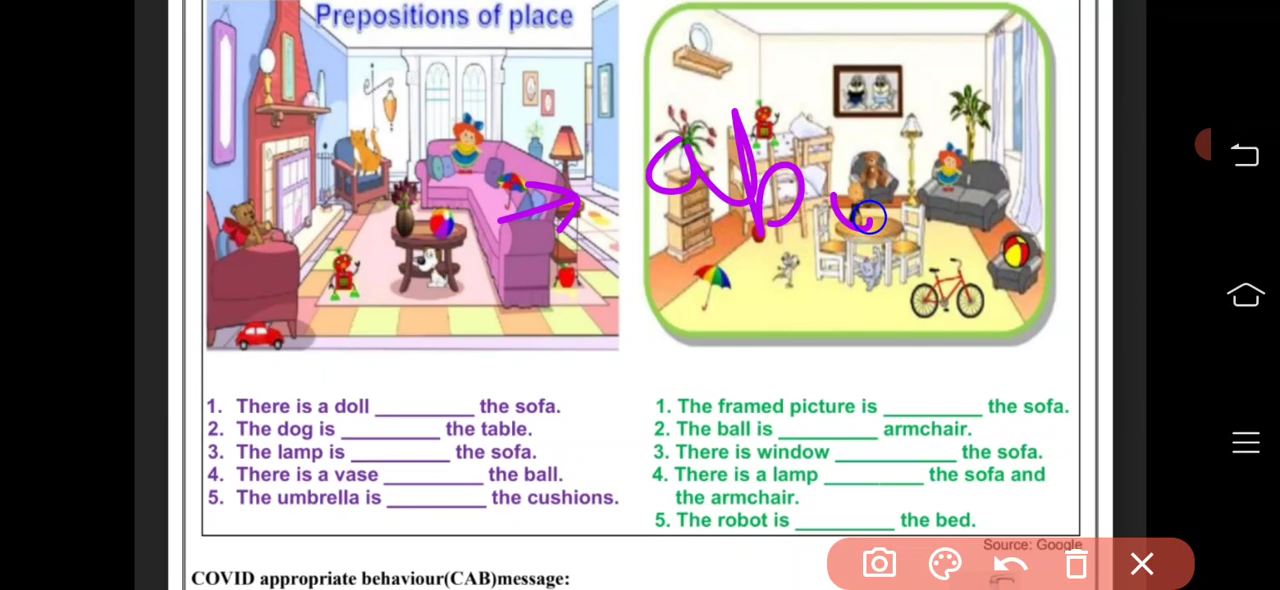 Prepositions of place
ab
1. There is a doll _________ the sofa.
2. The dog is _________ the table.
3. The lamp is _________ the sofa.
4. There is a vase _________ the ball.
5. The umbrella is _________ the cushions.
1. The framed picture is _________ the sofa.
2. The ball is _________ armchair.
3. There is window ___________ the sofa.
4. There is a lamp _________ the sofa and
the armchair.
5. The robot is _________ the bed.
Source: Google
COVID appropriate behaviour(CAB)message: